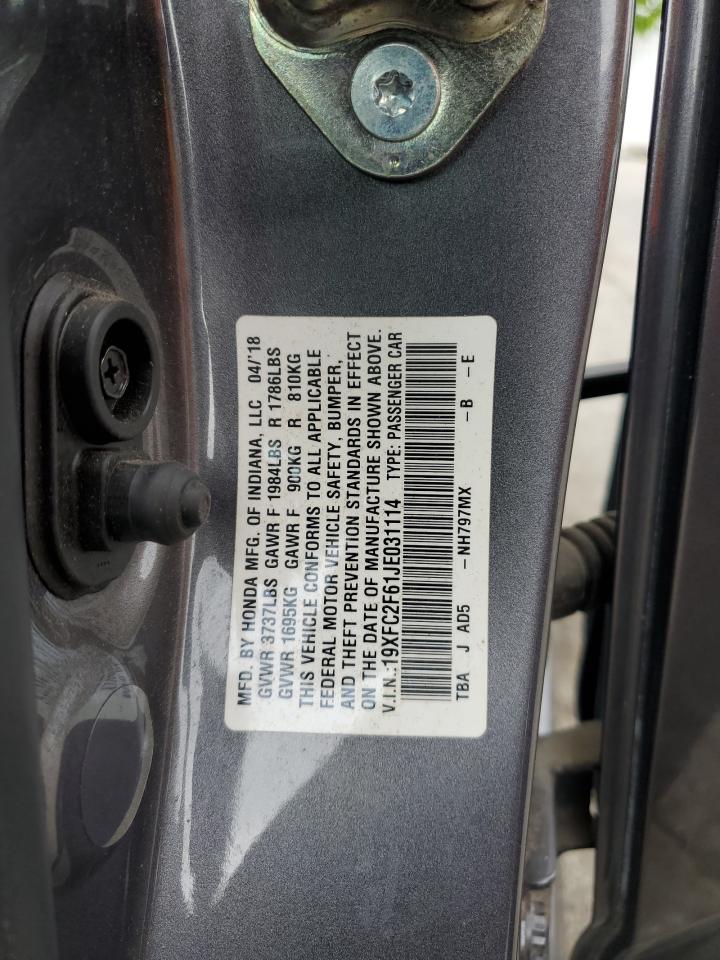 MFD. BY HONDA MFG. OF INDIANA, LLC 04/'18
GVWR 3737LBS GAWR F 1984LBS R 1786LBS
GVWR 1695KG GAWR F 900KG R 810KG
THIS VEHICLE CONFORMS TO ALL APPLICABLE
FEDERAL MOTOR VEHICLE SAFETY, BUMPER,
AND THEFT PREVENTION STANDARDS IN EFFECT
ON THE DATE OF MANUFACTURE SHOWN ABOVE.
V.I.N.:19XFC2F61JE031114 TYPE: PASSENGER CAR
TBA J AD5 -NH797MX -B -E